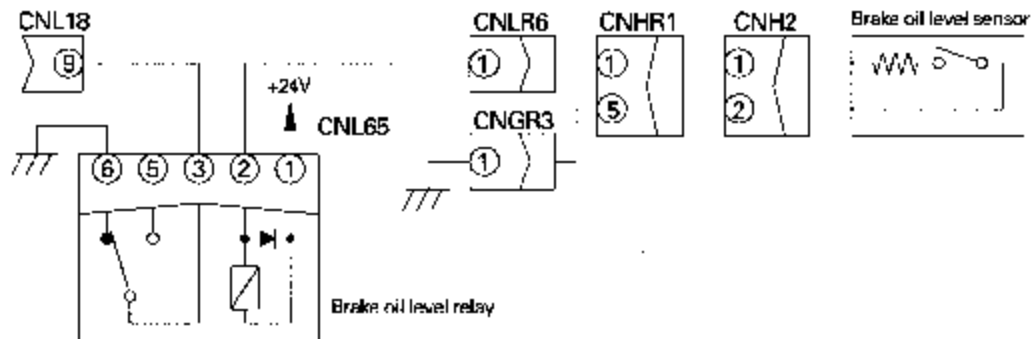 CNL18
CNLR6
CNHR1
CNH2
Brake oil level sensor
9
1
1
1
+24V
5
2
CNL65
CNGR3
1
6
5
3
2
1
Brake oil level relay